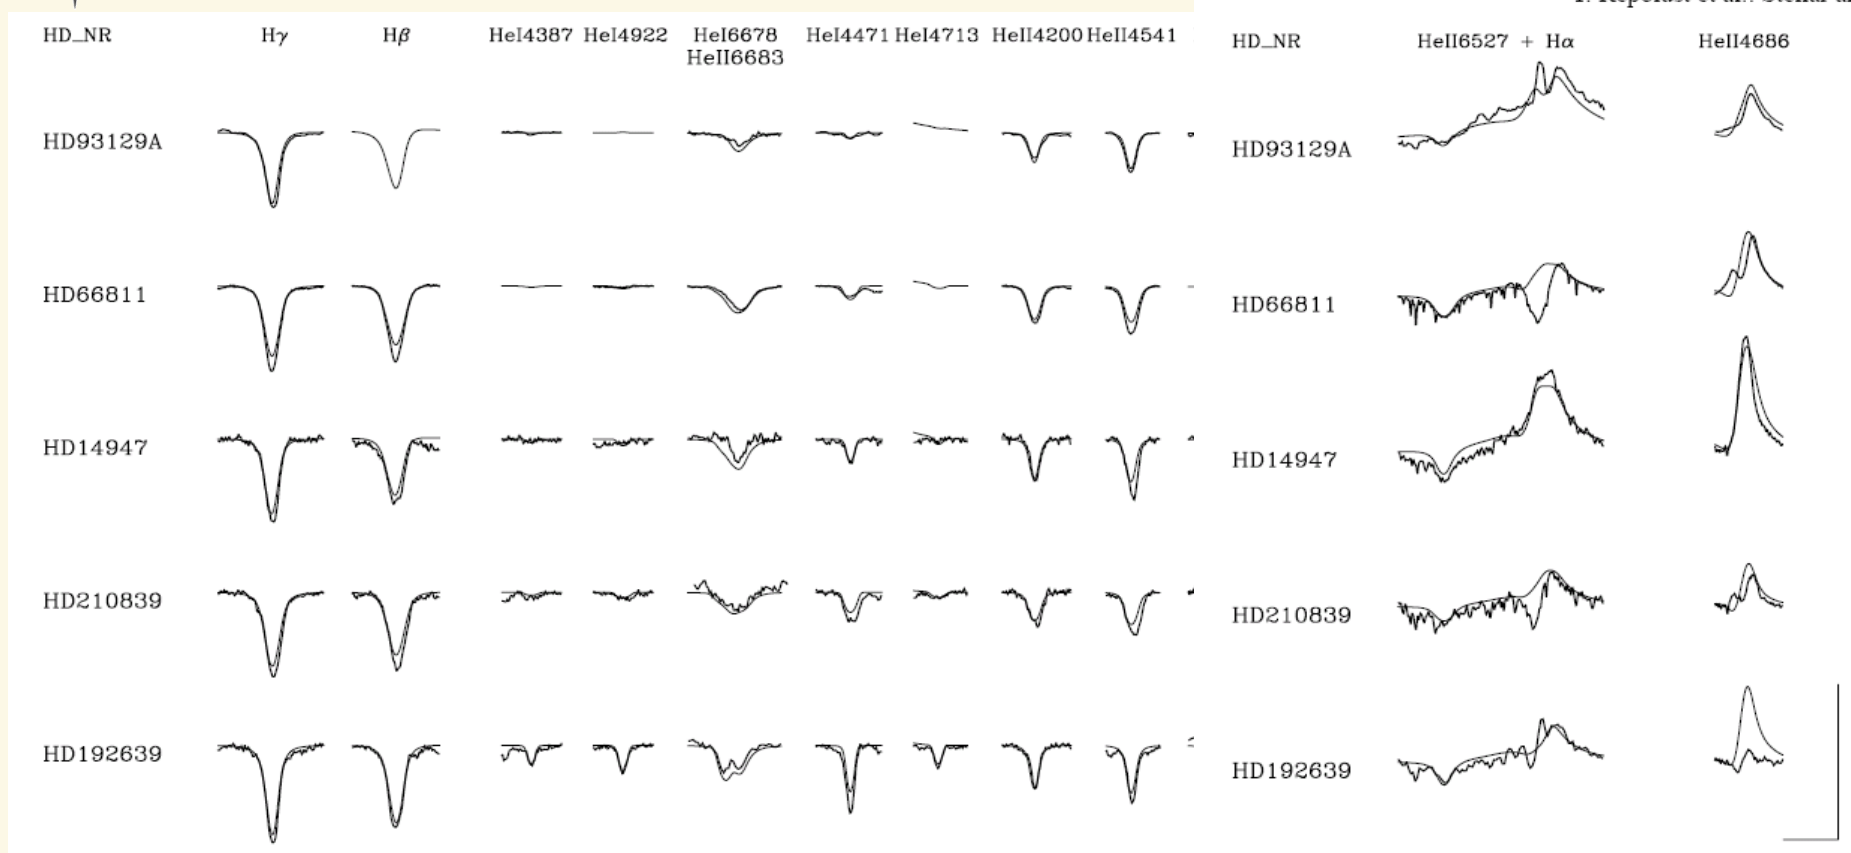 HD_NR Hγ Hβ HeI4387 HeI4922 HeI6678 HeI4471 HeI4713 HeII4200 HeII4541
HeII6683
HD93129A
HD66811
HD14947
HD210839
HD192639
HD_NR HeII6527 + Hα HeII4686
HD93129A
HD66811
HD14947
HD210839
HD192639